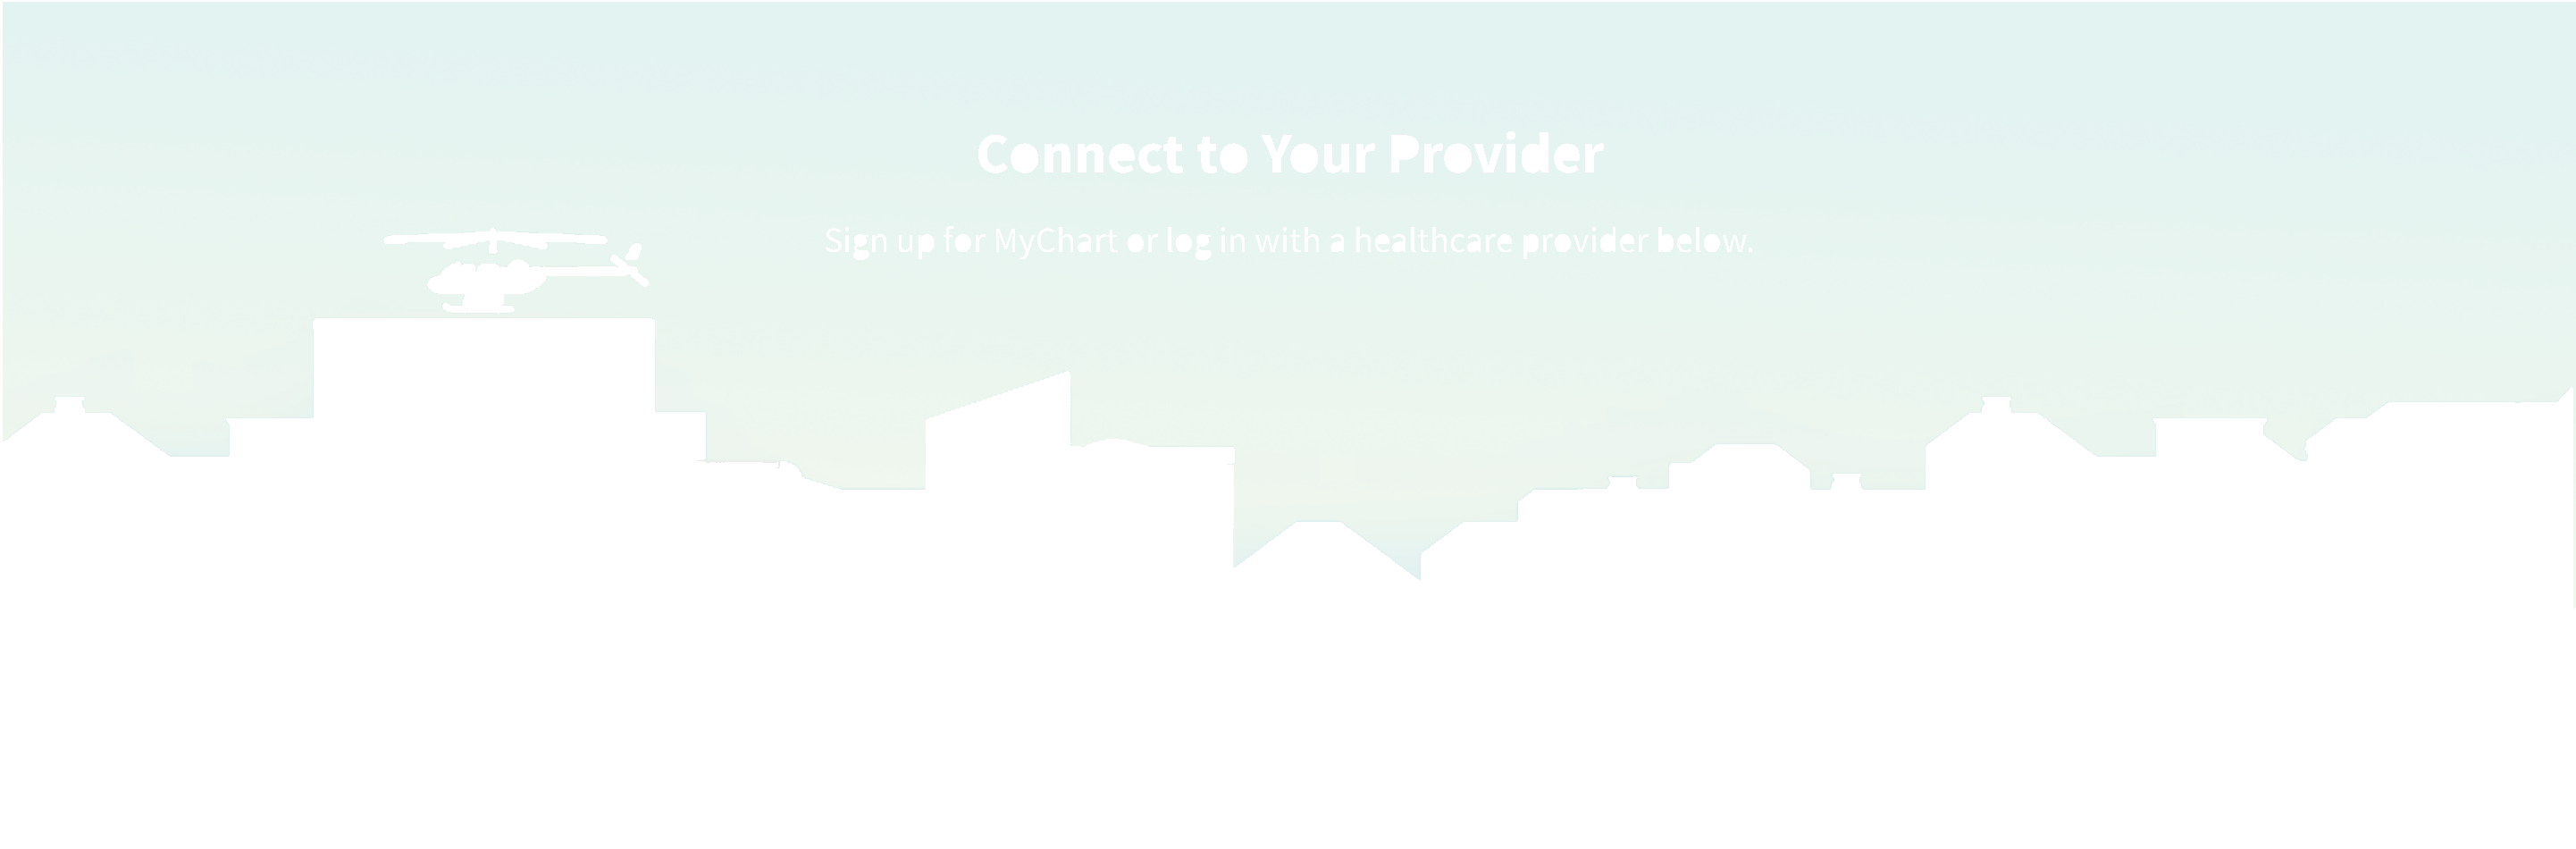 Connect to Your Provider
Sign up for MyChart or log in with a healthcare provider below.